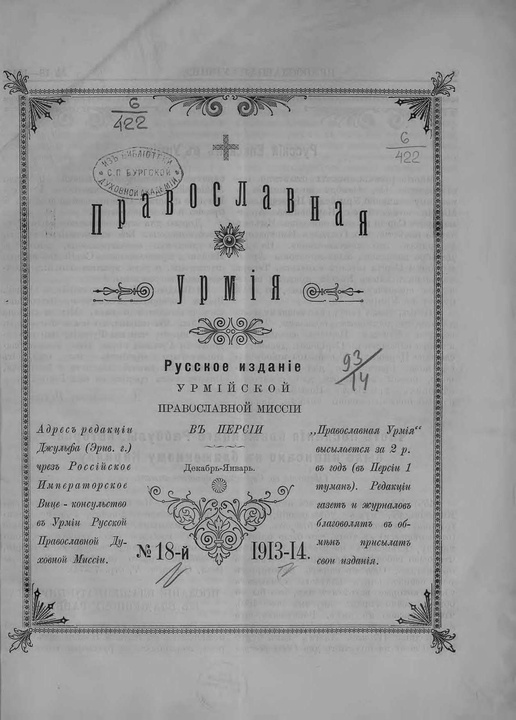 6
422
6
422
ИЗЪ БИБЛІОТЕКИ
С.П.БУРГСКОЙ
ДУХОВНОЙ АКАДЕМІИ
Православная
УРМІЯ
Русское изданіе
УРМІЙСКОЙ
ПРАВОСЛАВНОЙ МИССІИ
ВЪ ПЕРСІИ
93/14
Адресъ редакціи
Джульфа (Эрив. г.)
чрезъ Россійское
Императорское
Вице - консульство
въ Урміи Русской
Православной Ду-
ховной Миссіи.
Декабрь-Январь.
„Православная Урмія“
высылается за 2 р.
въ годъ (въ Персіи 1
туманъ). Редакціи
газетъ и журналовъ
благоволятъ въ об-
мѣнъ присылать
свои изданія.
№ 18-й 1913-14.